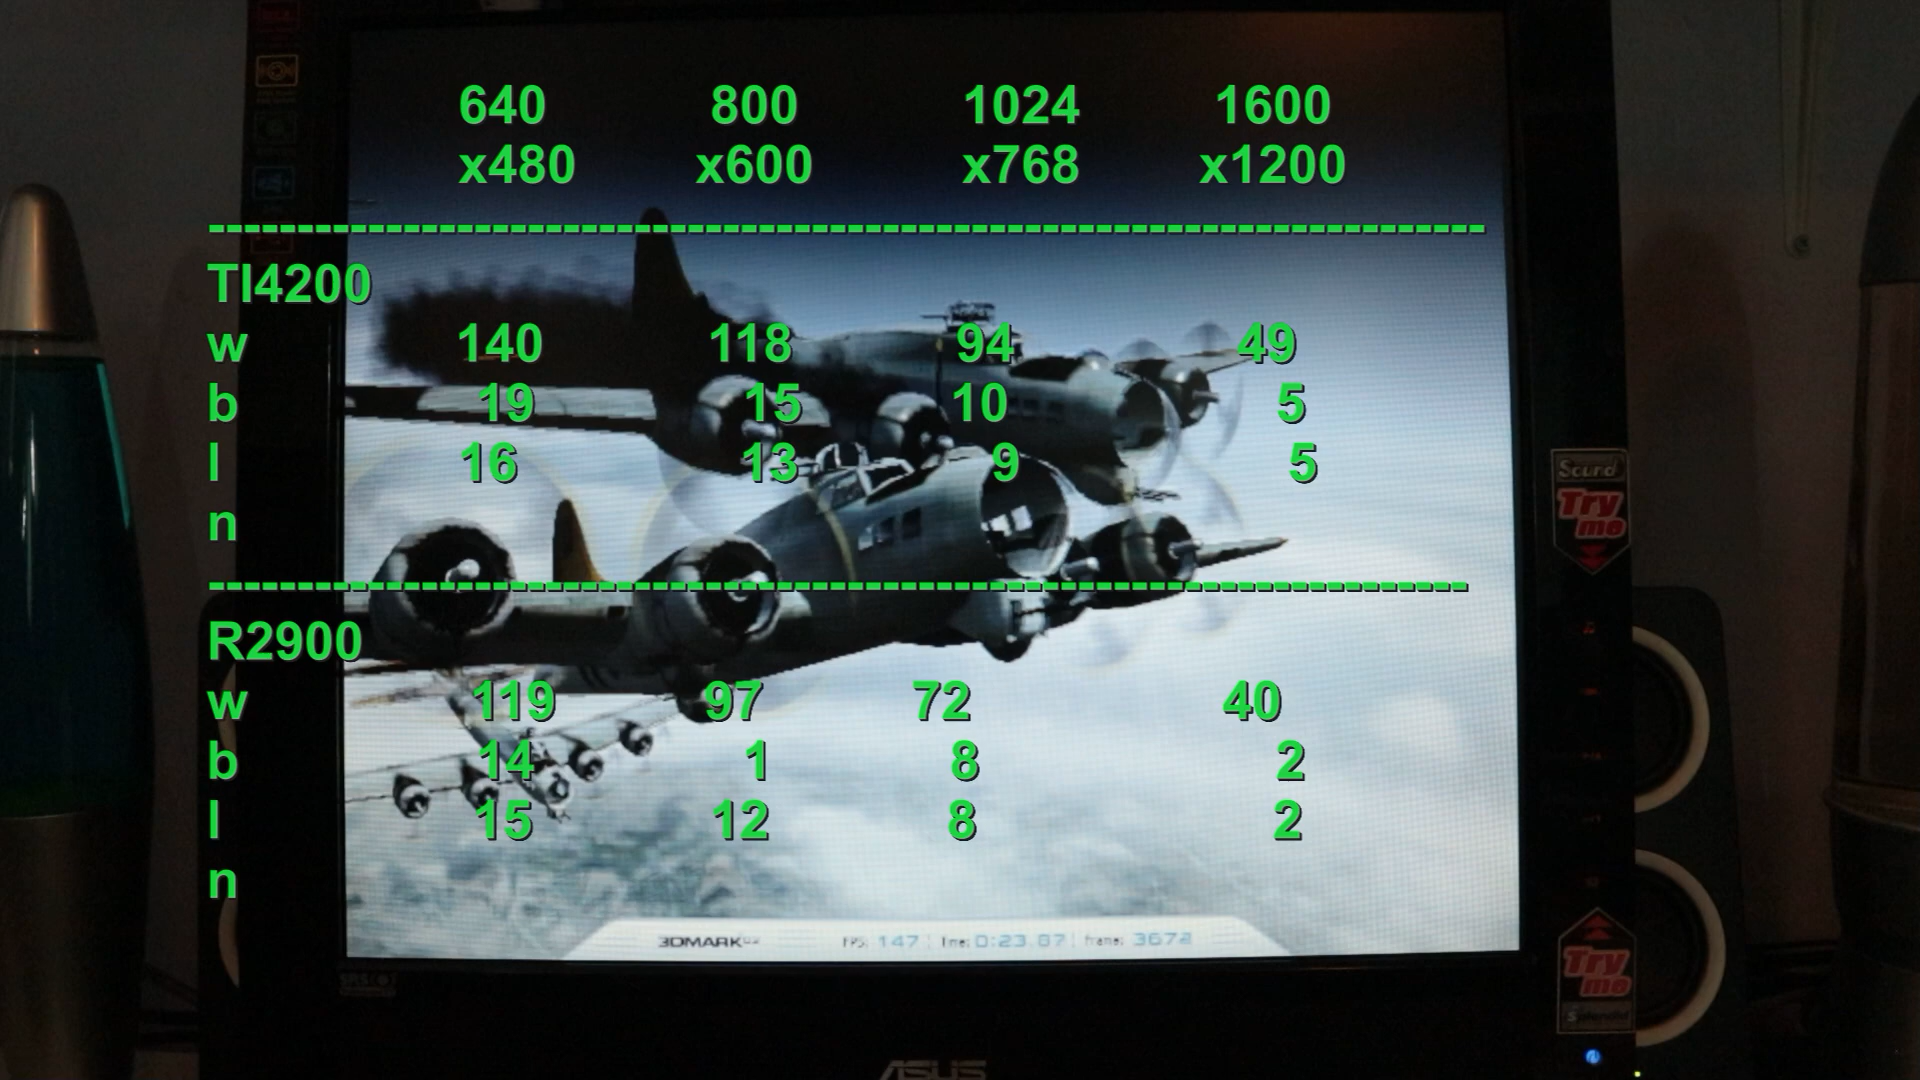 640 800 1024 1600
x480 x600 x768 x1200
------------------------------------------------------------------------------------
TI4200
w 140 118 94 49
b 19 15 10 5
l 16 13 9 5
n
------------------------------------------------------------------------------------
R2900
w 119 97 72 40
b 14 1 8 2
l 15 12 8 2
n
3DMARK FPS: 147 Time: 0:23.07 frame: 3672
Sound
Try
me
Try
me
Splendid
ASUS